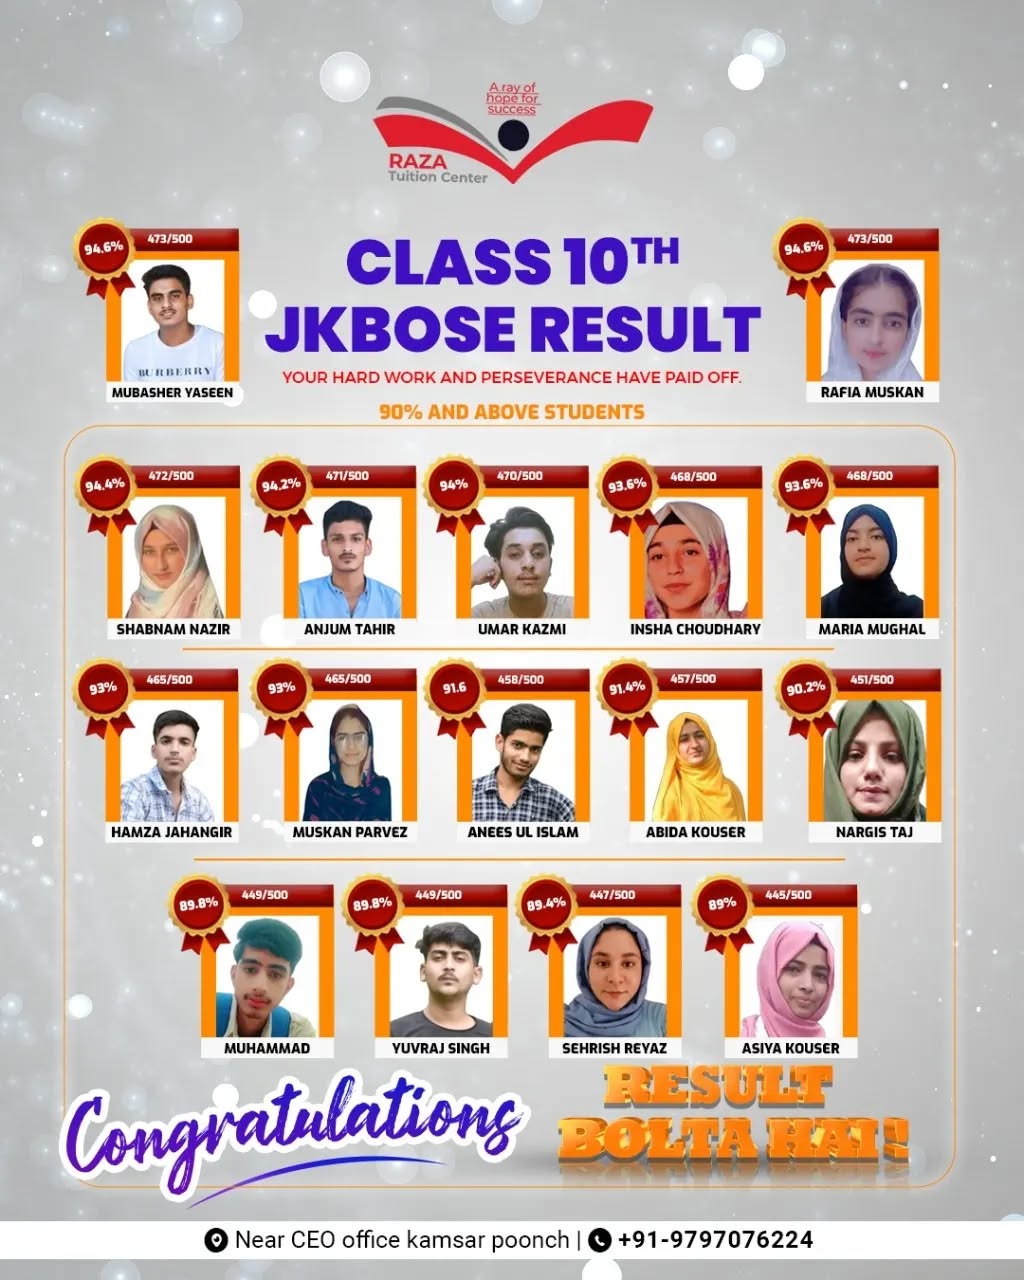 A ray of
hope for
success
RAZA
Tuition Center
94.6%
473/500
BURBERRY
MUBASHER YASEEN
CLASS 10TH
JKBOSE RESULT
YOUR HARD WORK AND PERSEVERANCE HAVE PAID OFF.
90% AND ABOVE STUDENTS
94.6%
473/500
RAFIA MUSKAN
94.4%
472/500
SHABNAM NAZIR
94.2%
471/500
ANJUM TAHIR
94%
470/500
UMAR KAZMI
93.6%
468/500
INSHA CHOUDHARY
93.6%
468/500
MARIA MUGHAL
93%
465/500
HAMZA JAHANGIR
93%
465/500
MUSKAN PARVEZ
91.6
458/500
ANEES UL ISLAM
91.4%
457/500
ABIDA KOUSER
90.2%
451/500
NARGIS TAJ
89.8%
449/500
MUHAMMAD
89.8%
449/500
YUVRAJ SINGH
89.4%
447/500
SEHRISH REYAZ
89%
445/500
ASIYA KOUSER
Congratulations
RESULT
BOLTA HAI!
Near CEO office kamsar poonch | +91-9797076224